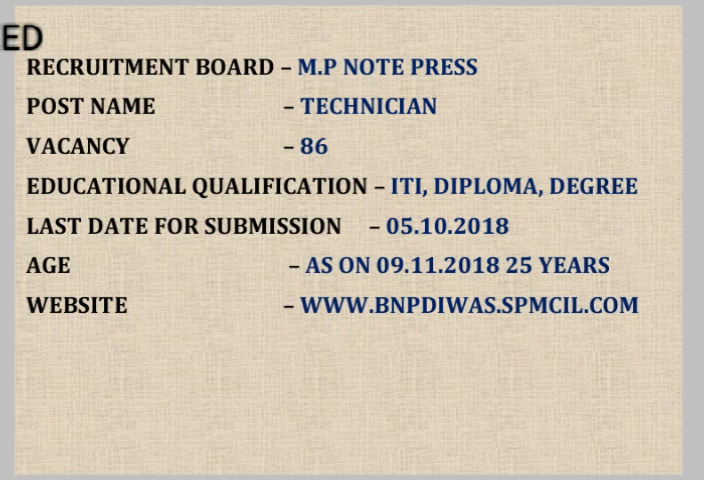 ED
RECRUITMENT BOARD – M.P NOTE PRESS
POST NAME – TECHNICIAN
VACANCY – 86
EDUCATIONAL QUALIFICATION – ITI, DIPLOMA, DEGREE
LAST DATE FOR SUBMISSION – 05.10.2018
AGE – AS ON 09.11.2018 25 YEARS
WEBSITE – WWW.BNPDIWAS.SPMCIL.COM